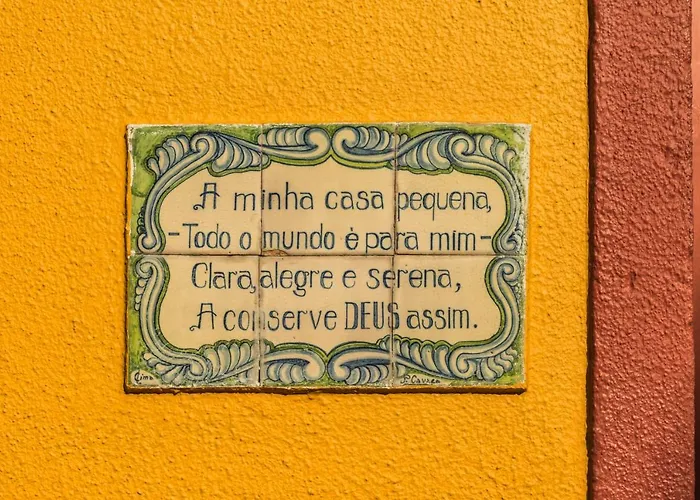 A minha casa pequena,
-Todo o mundo é para mim-
Clara, alegre e serena,
A conserve DEUS assim.